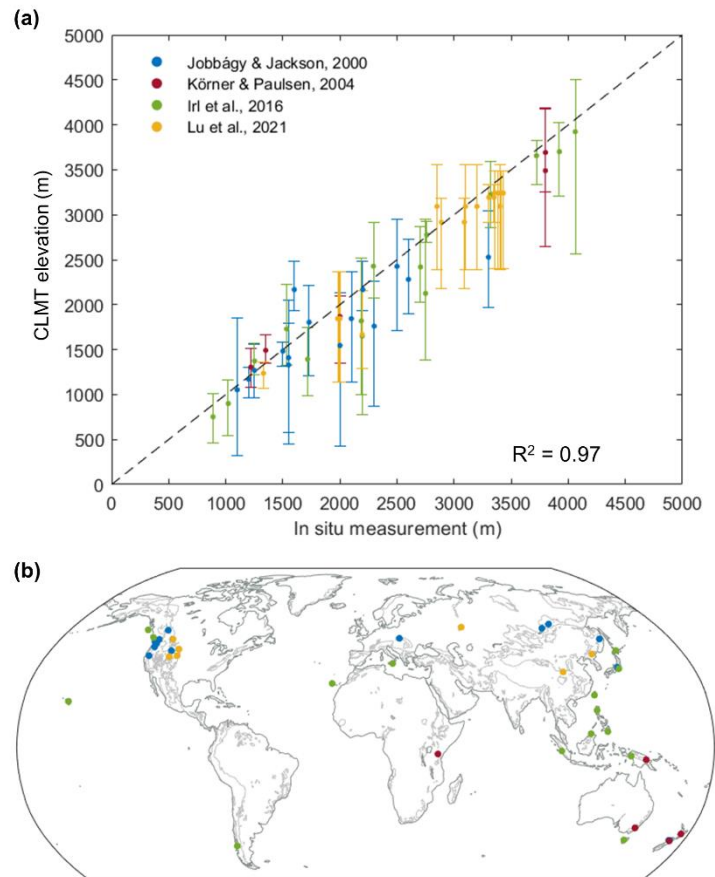 (a)
5000
4500
4000
3500
3000
2500
2000
1500
1000
500
0
CLMT elevation (m)
Jobbágy & Jackson, 2000
Körner & Paulsen, 2004
Irl et al., 2016
Lu et al., 2021
R² = 0.97
0 500 1000 1500 2000 2500 3000 3500 4000 4500 5000
In situ measurement (m)
(b)